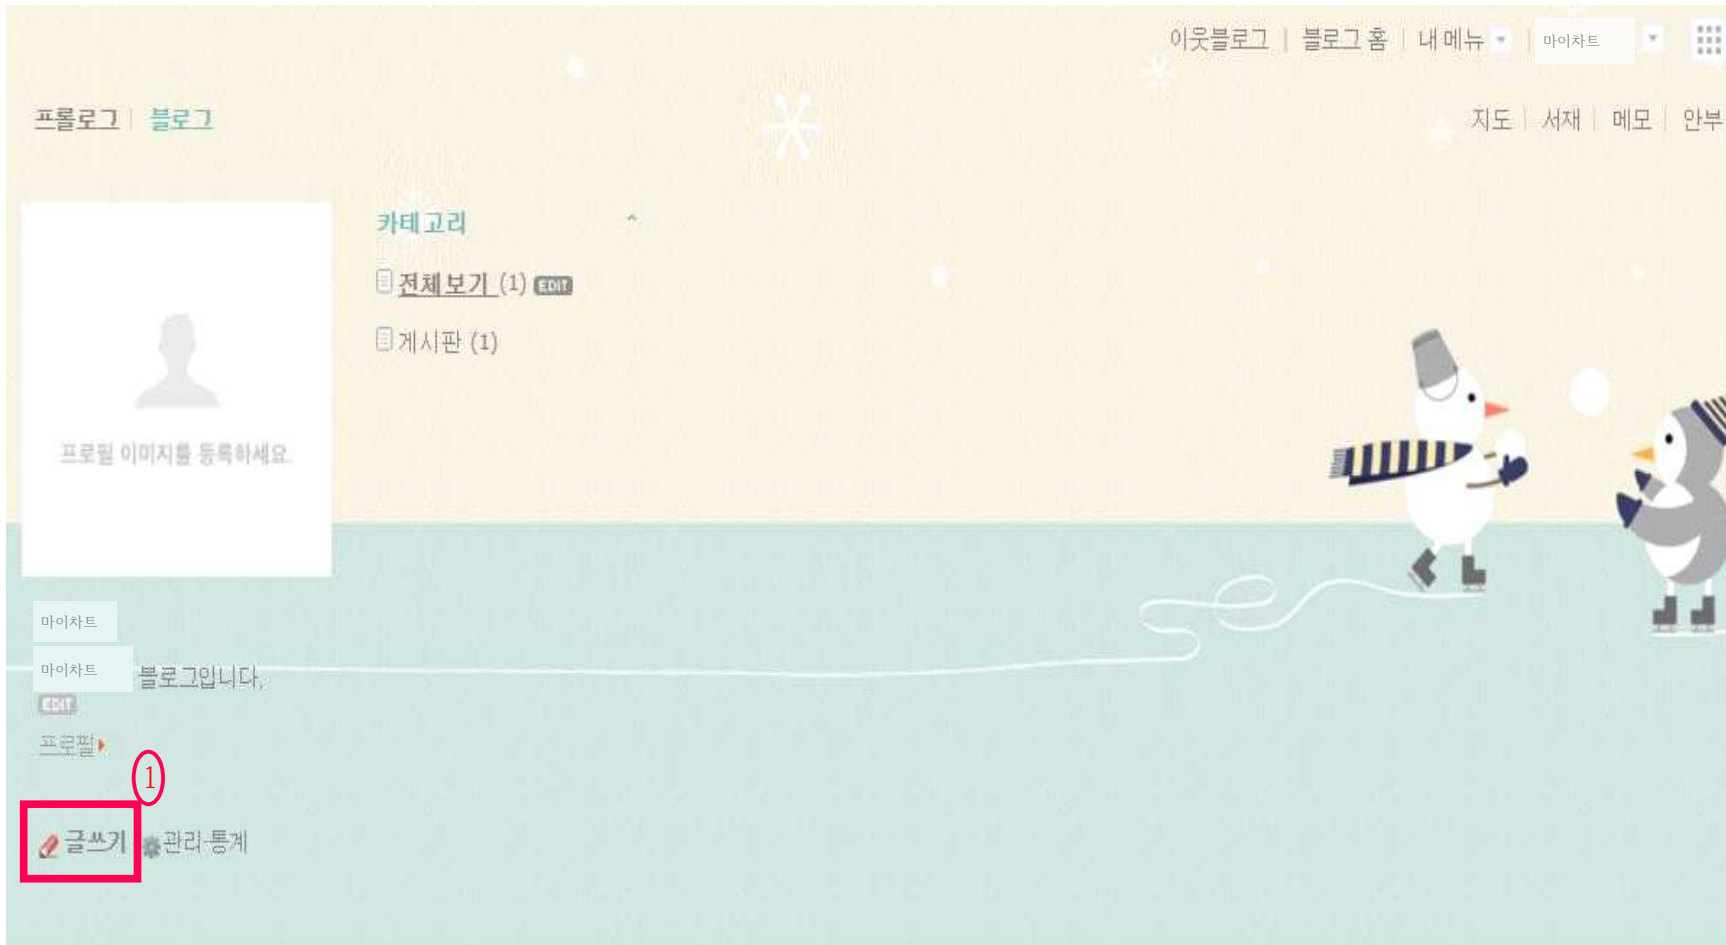 이웃블로그 | 블로그 홈 | 내 메뉴 | 마이차트
프롤로그 | 블로그
지도 | 서재 | 메모 | 안부
카테고리
전체보기 (1) EDIT
게시판 (1)
프로필 이미지를 등록하세요.
마이차트
마이차트 블로그입니다.
EDIT
프로필
1
글쓰기 관리·통계